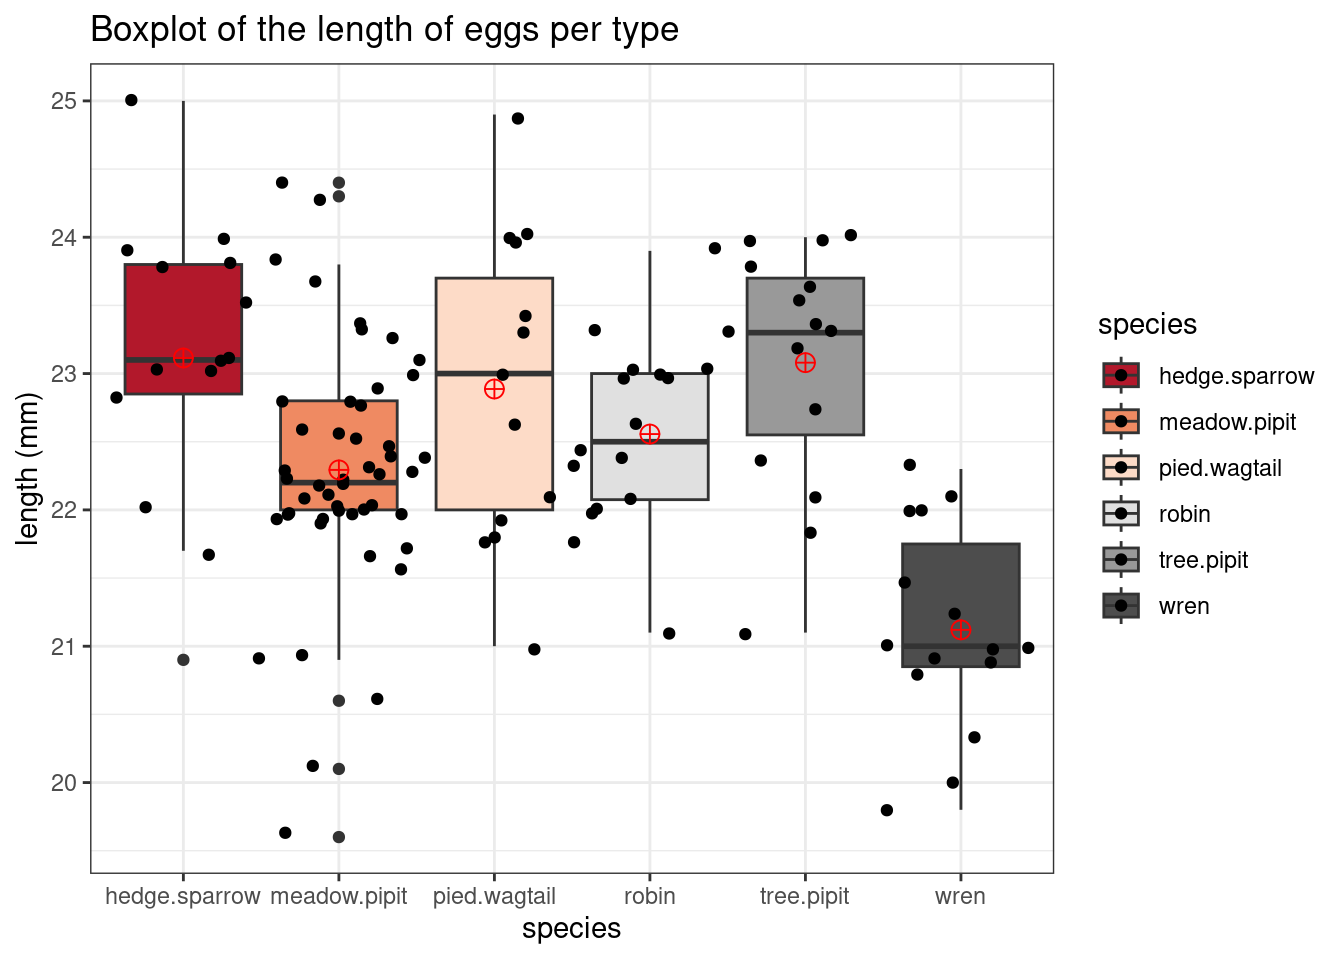 Boxplot of the length of eggs per type
25
24
23
22
21
20
length (mm)
hedge.sparrow meadow.pipit pied.wagtail robin tree.pipit wren
species
species
hedge.sparrow
meadow.pipit
pied.wagtail
robin
tree.pipit
wren